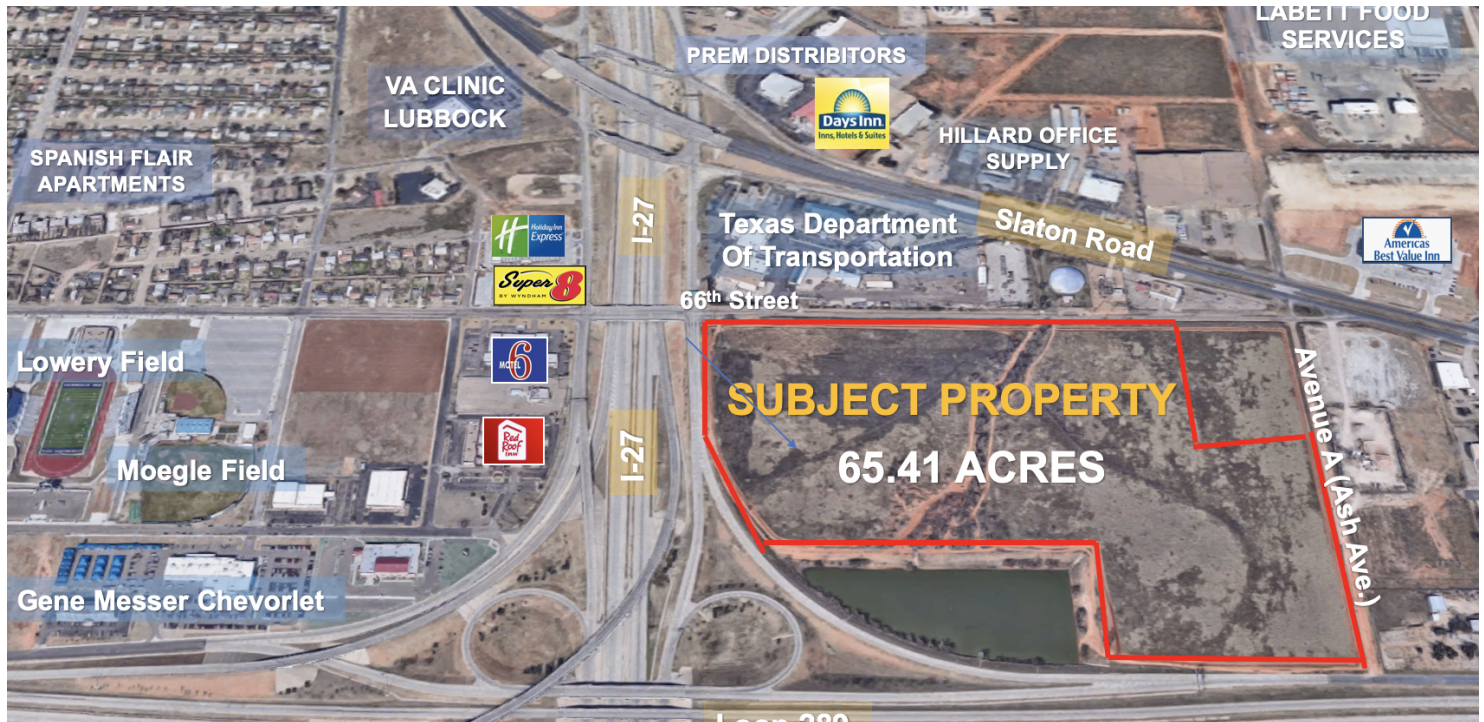 LABETT FOOD
SERVICES
PREM DISTRIBITORS
VA CLINIC
LUBBOCK
Days Inn.
Inns, Hotels & Suites
HILLARD OFFICE
SUPPLY
SPANISH FLAIR
APARTMENTS
I-27
Texas Department
Of Transportation
Slaton Road
Holiday Inn
Express
Americas
Best Value Inn
Super 8
BY WYNDHAM
66th Street
Lowery Field
MOTEL 6
Avenue A (Ash Ave.)
SUBJECT PROPERTY
Red
Roof
INN
I-27
65.41 ACRES
Moegle Field
Gene Messer Chevorlet
Loop 289